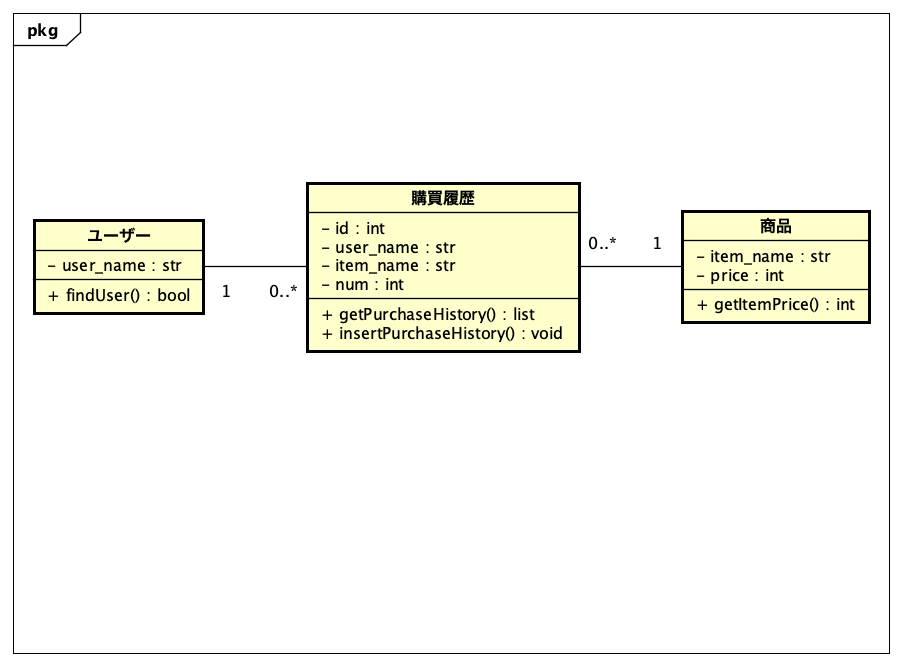 pkg
ユーザー
- user_name : str
+ findUser() : bool
1
0..*
購買履歴
- id : int
- user_name : str
- item_name : str
- num : int
+ getPurchaseHistory() : list
+ insertPurchaseHistory() : void
0..*
1
商品
- item_name : str
- price : int
+ getItemPrice() : int